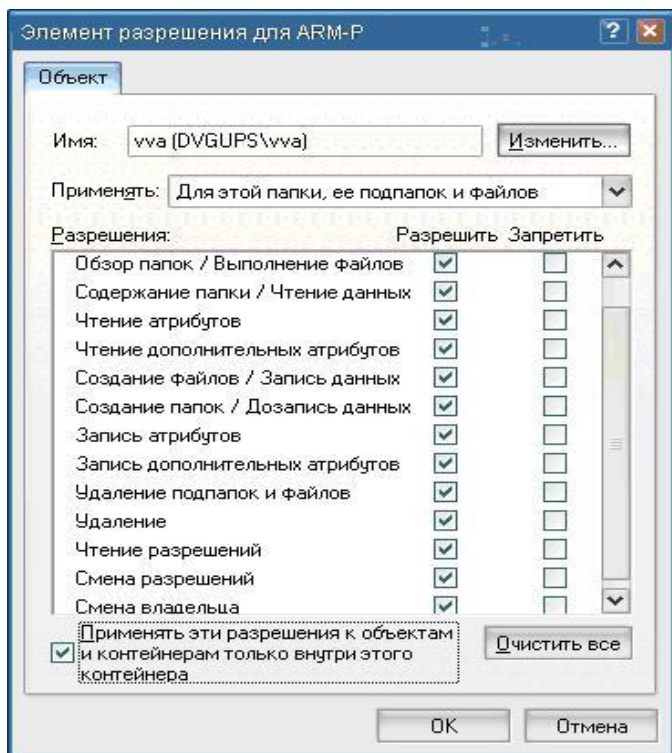 Элемент разрешения для ARM-P
Объект
Имя: vva (DVGUPS\vva) Изменить...
Применять: Для этой папки, ее подпапок и файлов
Разрешения: Разрешить Запретить
Обзор папок / Выполнение файлов
Содержание папки / Чтение данных
Чтение атрибутов
Чтение дополнительных атрибутов
Создание файлов / Запись данных
Создание папок / Дозапись данных
Запись атрибутов
Запись дополнительных атрибутов
Удаление подпапок и файлов
Удаление
Чтение разрешений
Смена разрешений
Смена владельца
Применять эти разрешения к объектам
и контейнерам только внутри этого
контейнера
Очистить все
OK Отмена